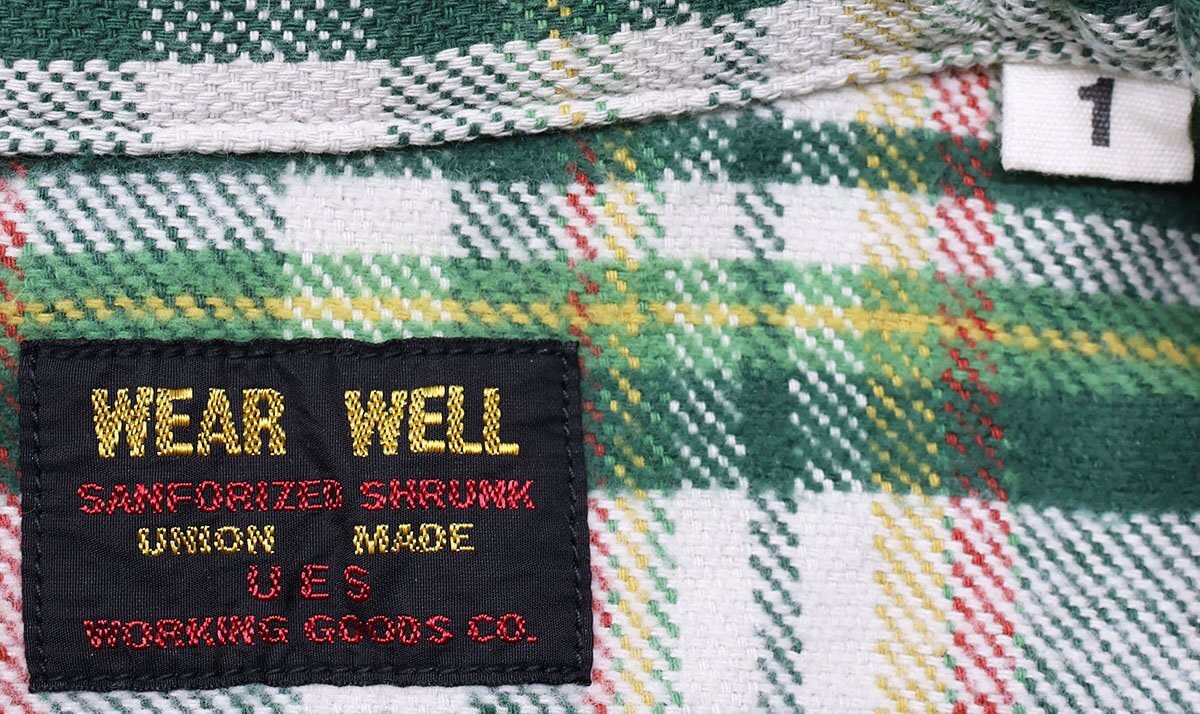 1
WEAR WELL
SANFORIZED SHRUNK
UNION MADE
UES
WORKING GOODS CO.